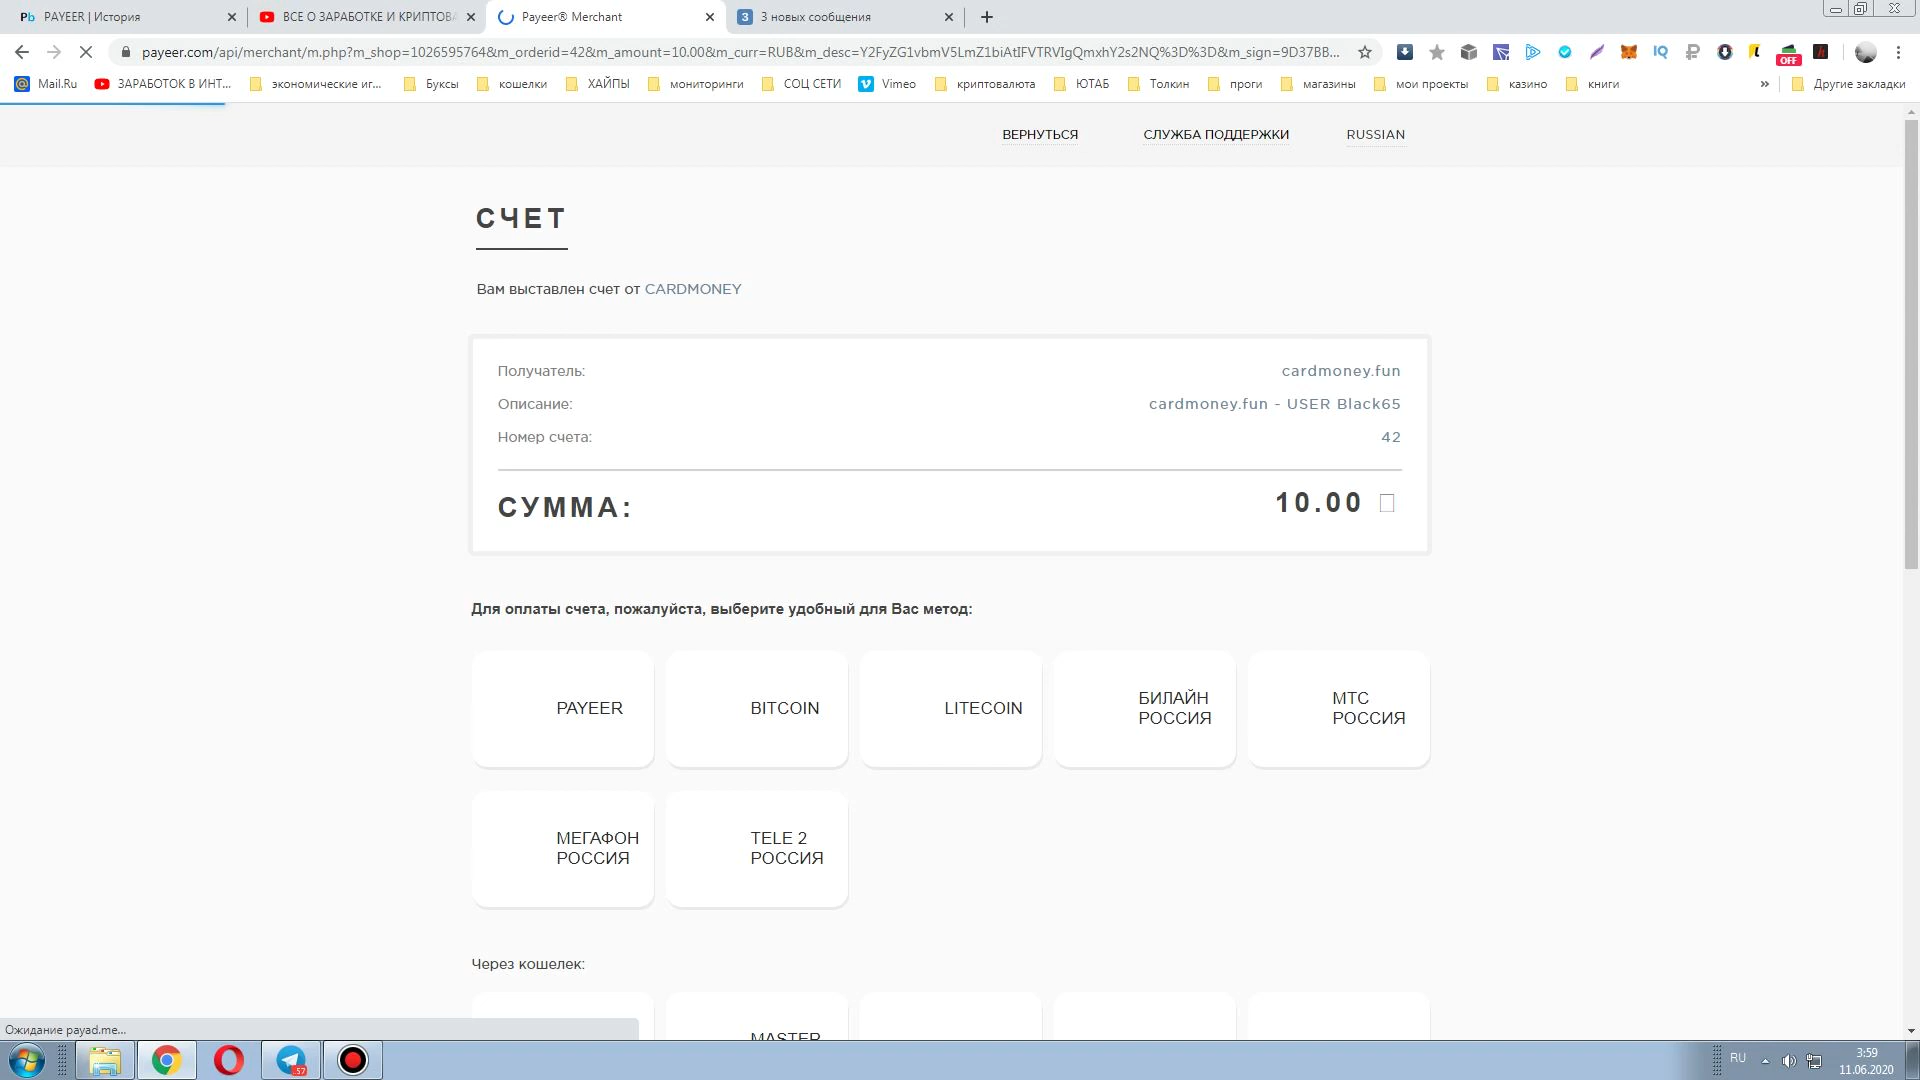 PAYEER | История
ВСЕ О ЗАРАБОТКЕ И КРИПТОВА
Payeer® Merchant
3 новых сообщения
payeer.com/api/merchant/m.php?m_shop=1026595764&m_orderid=42&m_amount=10.00&m_curr=RUB&m_desc=Y2FyZG1vbmV5LmZ1biAtIFVTRVIgQmxhY2s2NQ%3D%3D&m_sign=9D37BB...
Mail.Ru
ЗАРАБОТОК В ИНТ...
экономические иг...
Буксы
кошелки
ХАЙПЫ
мониторинги
СОЦ СЕТИ
Vimeo
криптовалюта
ЮТАБ
Толкин
проги
магазины
мои проекты
казино
книги
Другие закладки
OFF
ВЕРНУТЬСЯ
СЛУЖБА ПОДДЕРЖКИ
RUSSIAN
СЧЕТ
Вам выставлен счет от CARDMONEY
Получатель: cardmoney.fun
Описание: cardmoney.fun - USER Black65
Номер счета: 42
СУММА: 10.00
Для оплаты счета, пожалуйста, выберите удобный для Вас метод:
PAYEER
BITCOIN
LITECOIN
БИЛАЙН
РОССИЯ
МТС
РОССИЯ
МЕГАФОН
РОССИЯ
TELE 2
РОССИЯ
Через кошелек:
MASTER
Ожидание payad.me...
57
RU
3:59
11.06.2020